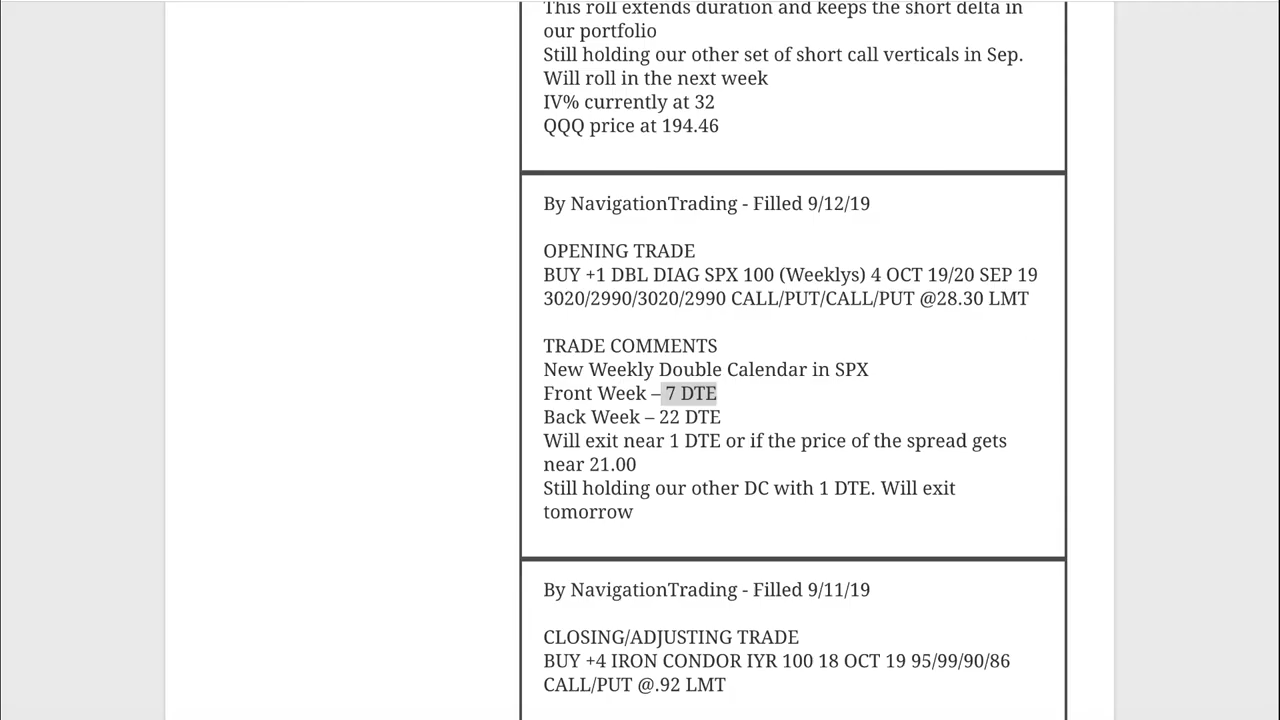 This roll extends duration and keeps the short delta in
our portfolio
Still holding our other set of short call verticals in Sep.
Will roll in the next week
IV% currently at 32
QQQ price at 194.46
By NavigationTrading - Filled 9/12/19
OPENING TRADE
BUY +1 DBL DIAG SPX 100 (Weeklys) 4 OCT 19/20 SEP 19
3020/2990/3020/2990 CALL/PUT/CALL/PUT @28.30 LMT
TRADE COMMENTS
New Weekly Double Calendar in SPX
Front Week – 7 DTE
Back Week – 22 DTE
Will exit near 1 DTE or if the price of the spread gets
near 21.00
Still holding our other DC with 1 DTE. Will exit
tomorrow
By NavigationTrading - Filled 9/11/19
CLOSING/ADJUSTING TRADE
BUY +4 IRON CONDOR IYR 100 18 OCT 19 95/99/90/86
CALL/PUT @.92 LMT